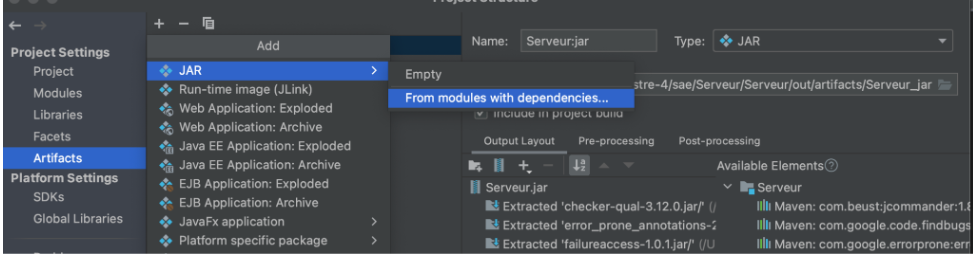 Project Structure
Project Settings
Project
Modules
Libraries
Facets
Artifacts
Platform Settings
SDKs
Global Libraries
Add
JAR
Run-time image (JLink)
Web Application: Exploded
Web Application: Archive
Java EE Application: Exploded
Java EE Application: Archive
EJB Application: Exploded
EJB Application: Archive
JavaFx application
Platform specific package
Empty
From modules with dependencies...
Name: Serveur:jar Type: JAR
stre-4/sae/Serveur/Serveur/out/artifacts/Serveur_jar
Include in project build
Output Layout Pre-processing Post-processing
Available Elements
Serveur.jar
Extracted 'checker-qual-3.12.0.jar/' (/
Extracted 'error_prone_annotations-2
Extracted 'failureaccess-1.0.1.jar/' (/U
Serveur
Maven: com.beust:jcommander:1.8
Maven: com.google.code.findbugs
Maven: com.google.errorprone:err